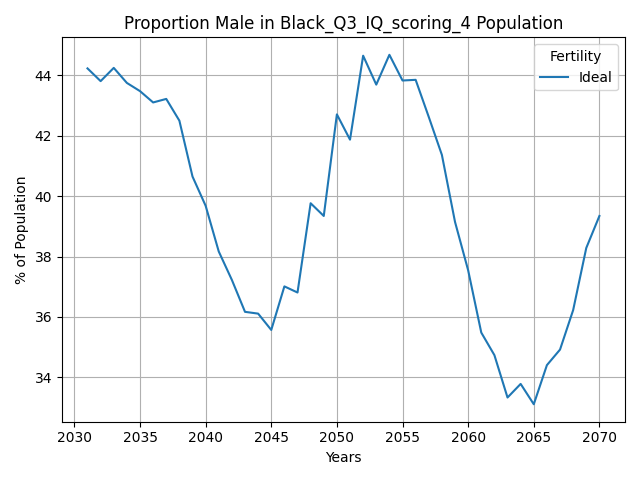 Proportion Male in Black_Q3_IQ_scoring_4 Population
Fertility
Ideal
% of Population
44
42
40
38
36
34
2030 2035 2040 2045 2050 2055 2060 2065 2070
Years